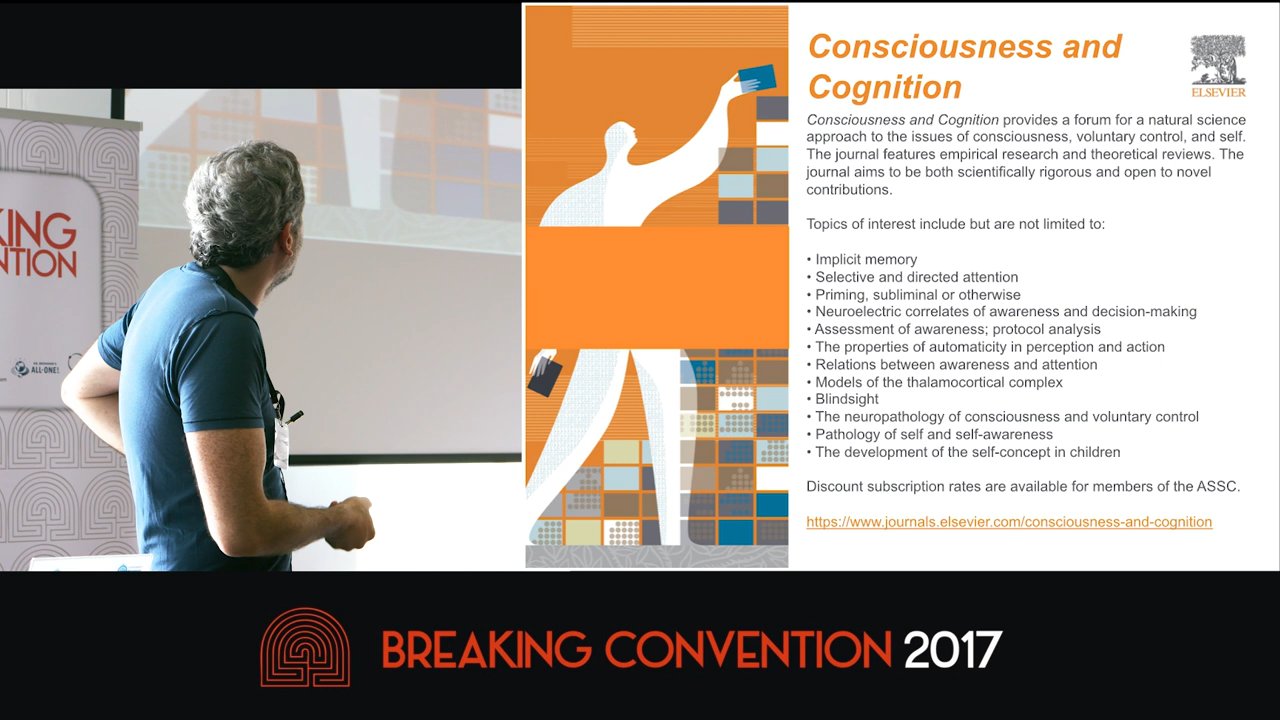 KING
NTION
ALL-ONE!
Consciousness and
Cognition
ELSEVIER
Consciousness and Cognition provides a forum for a natural science
approach to the issues of consciousness, voluntary control, and self.
The journal features empirical research and theoretical reviews. The
journal aims to be both scientifically rigorous and open to novel
contributions.
Topics of interest include but are not limited to:
• Implicit memory
• Selective and directed attention
• Priming, subliminal or otherwise
• Neuroelectric correlates of awareness and decision-making
• Assessment of awareness; protocol analysis
• The properties of automaticity in perception and action
• Relations between awareness and attention
• Models of the thalamocortical complex
• Blindsight
• The neuropathology of consciousness and voluntary control
• Pathology of self and self-awareness
• The development of the self-concept in children
Discount subscription rates are available for members of the ASSC.
https://www.journals.elsevier.com/consciousness-and-cognition
BREAKING CONVENTION 2017